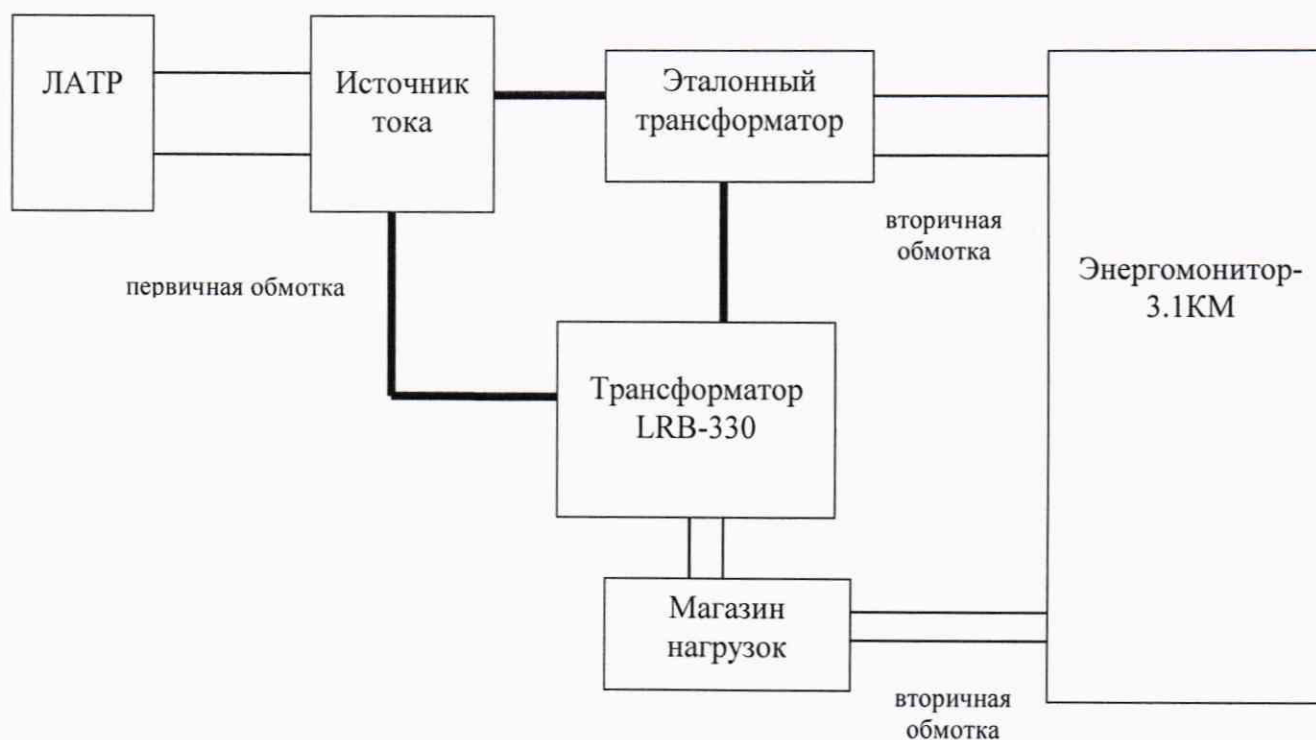 ЛАТР
Источник
тока
Эталонный
трансформатор
вторичная
обмотка
Энергомонитор-
3.1КМ
первичная обмотка
Трансформатор
LRB-330
Магазин
нагрузок
вторичная
обмотка